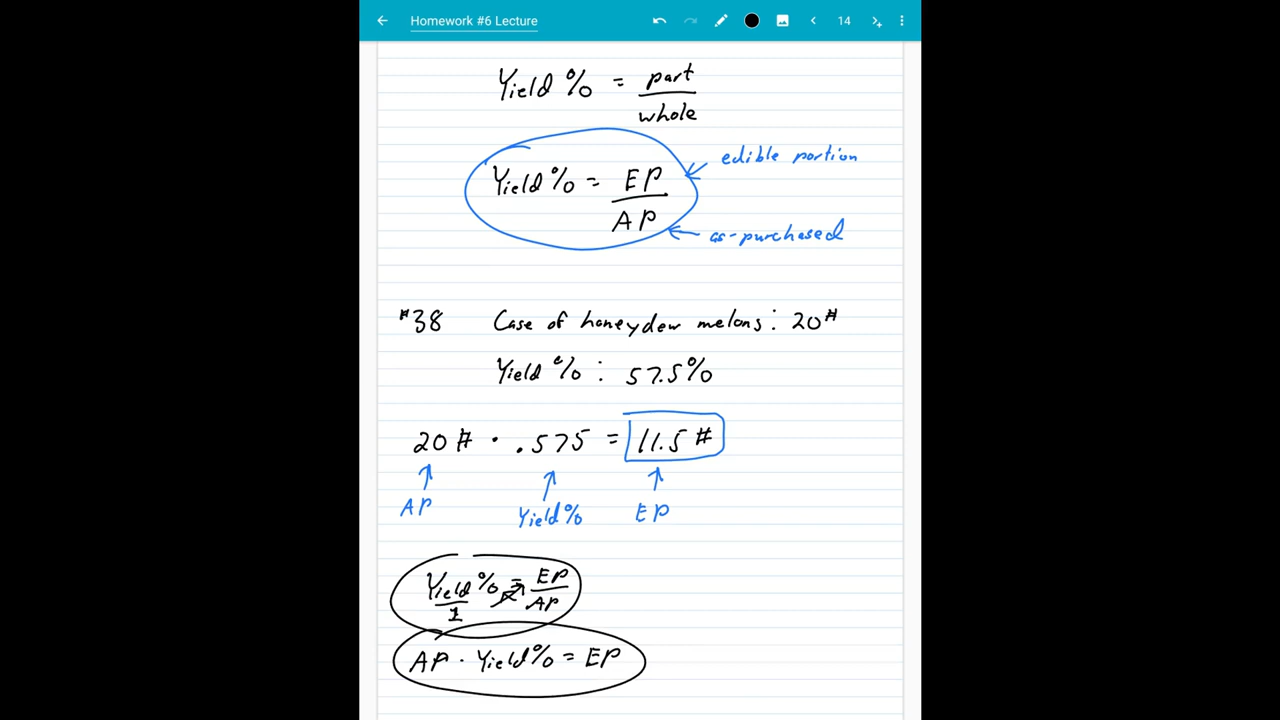 Homework #6 Lecture
14
Yield % = part
whole
edible portion
Yield % = EP
AP
as-purchased
#38 Case of honeydew melons: 20#
Yield % : 57.5%
20 # · .575 = 11.5 #
AP Yield % EP
Yield % = EP
1 AP
AP · Yield % = EP